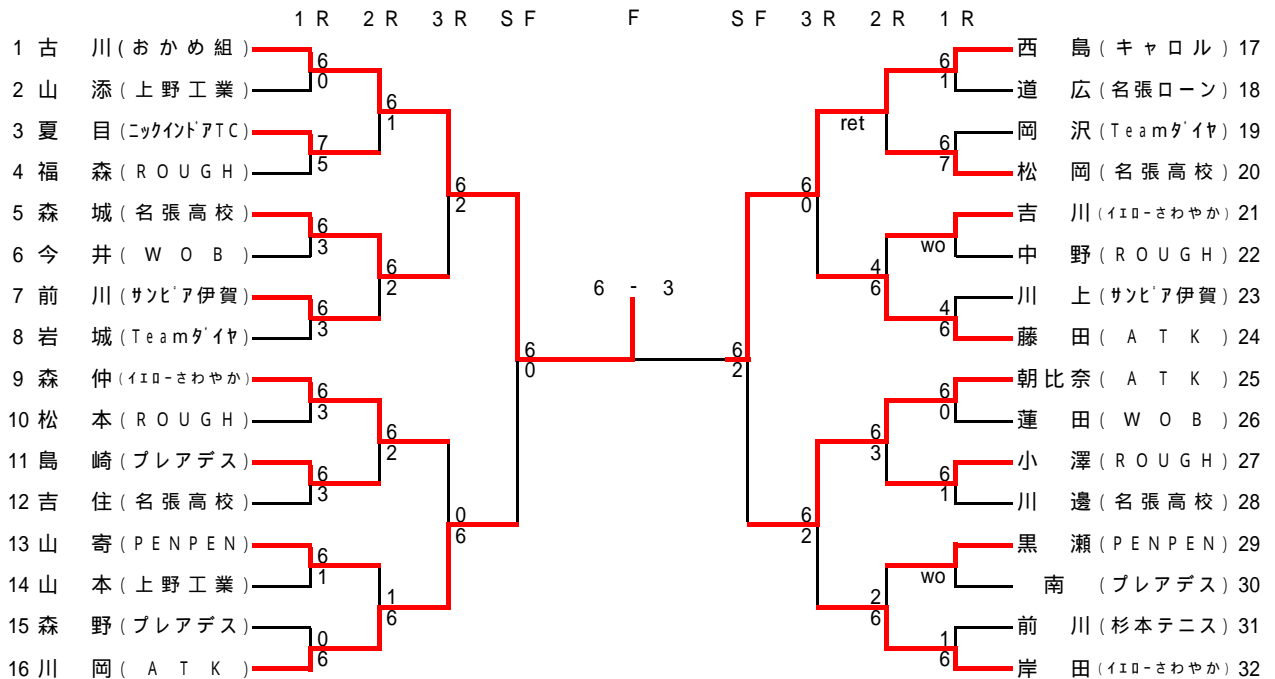 1 R 2 R 3 R S F F S F 3 R 2 R 1 R
1 古 川 (おかめ組)
2 山 添 (上野工業)
3 夏 目 (ニックインドアTC)
4 福 森 (ROUGH)
5 森 城 (名張高校)
6 今 井 (WOB)
7 前 川 (サンピア伊賀)
8 岩 城 (Teamダイヤ)
9 森 仲 (イエローさわやか)
10 松 本 (ROUGH)
11 島 崎 (プレアデス)
12 吉 住 (名張高校)
13 山 寄 (PENPEN)
14 山 本 (上野工業)
15 森 野 (プレアデス)
16 川 岡 (ATK)
6
0
7
5
6
3
6
3
6
3
6
3
6
1
0
6
6
1
6
2
6
2
1
6
6
2
0
6
6
0
6 - 3
6
2
6
0
6
2
ret
4
6
6
3
2
6
6
1
6
7
wo
4
6
6
0
6
1
wo
1
6
西 島 (キャロル) 17
道 広 (名張ローン) 18
岡 沢 (Teamダイヤ) 19
松 岡 (名張高校) 20
吉 川 (イエローさわやか) 21
中 野 (ROUGH) 22
川 上 (サンピア伊賀) 23
藤 田 (ATK) 24
朝比奈 (ATK) 25
蓮 田 (WOB) 26
小 澤 (ROUGH) 27
川 邊 (名張高校) 28
黒 瀬 (PENPEN) 29
南 (プレアデス) 30
前 川 (杉本テニス) 31
岸 田 (イエローさわやか) 32